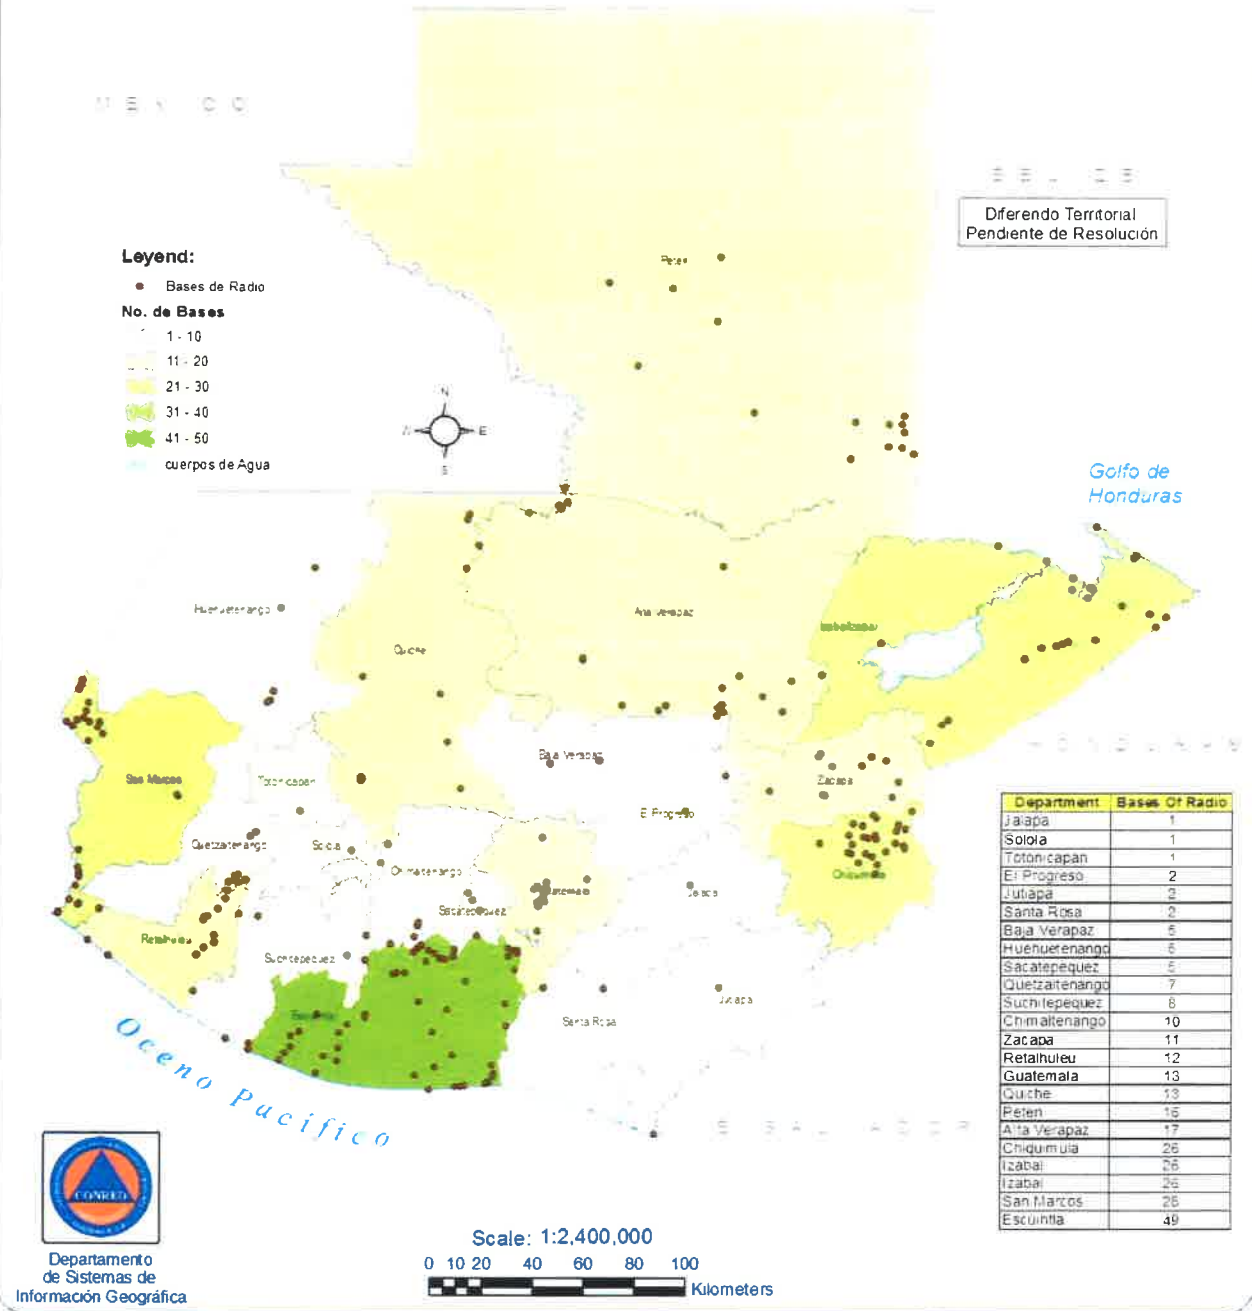 MEXICO
Diferendo Territorial
Pendiente de Resolución
Leyend:
Bases de Radio
No. de Bases
1 - 10
11 - 20
21 - 30
31 - 40
41 - 50
cuerpos de Agua
N
E
S
Peten
Golfo de
Honduras
Huehuetenango
Quiche
Alta Verapaz
San Marcos
Totonicapan
Baja Verapaz
Zacapa
El Progreso
Quetzaltenango
Solola
Chimaltenango
Sacatepequez
Jalapa
Retalhuleu
Suchitepequez
Santa Rosa
Jutiapa
Oceno Pacifico
Department Bases Of Radio
Jalapa 1
Solola 1
Totonicapan 1
El Progreso 2
Jutiapa 2
Santa Rosa 2
Baja Verapaz 5
Huehuetenango
Sacatepequez 5
Quetzaltenango 7
Suchitepequez 8
Chimaltenango 10
Zacapa 11
Retalhuleu 12
Guatemala 13
Quiche 13
Peten 16
Alta Verapaz 17
Chiquimula 26
Izabal 26
Izabal 26
San Marcos 26
Escuintla 49
CONRED
Departamento
de Sistemas de
Información Geográfica
Scale: 1:2,400,000
0 10 20 40 60 80 100
Kilometers